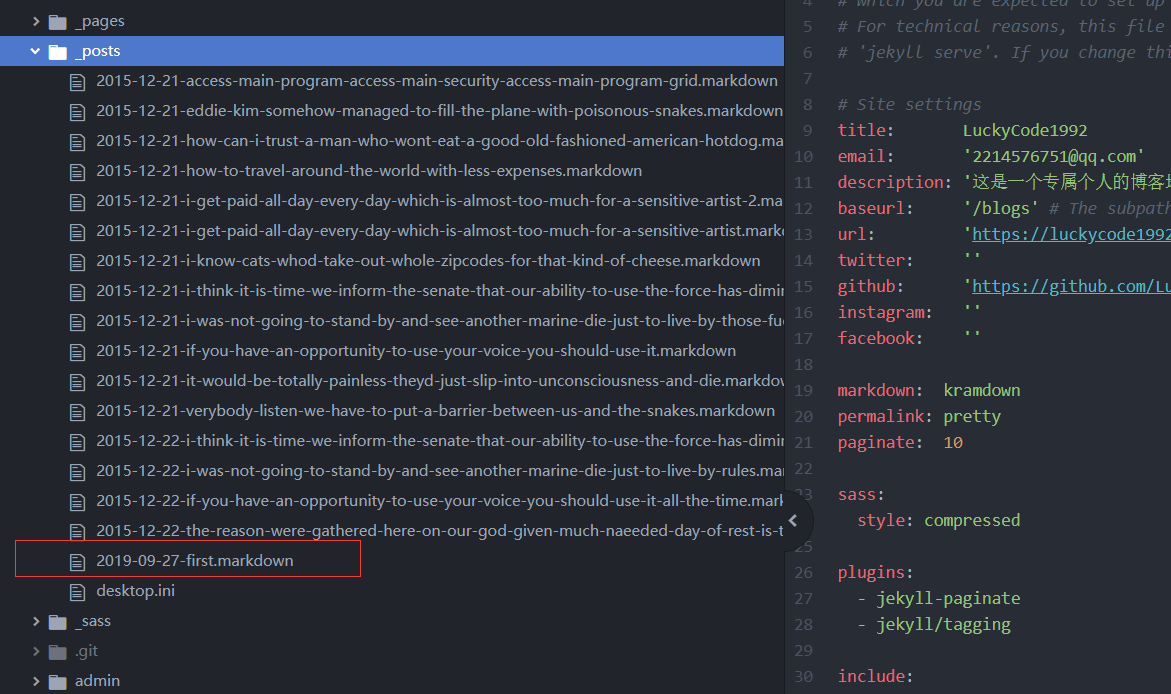 _pages
_posts
2015-12-21-access-main-program-access-main-security-access-main-program-grid.markdown
2015-12-21-eddie-kim-somehow-managed-to-fill-the-plane-with-poisonous-snakes.markdown
2015-12-21-how-can-i-trust-a-man-who-wont-eat-a-good-old-fashioned-american-hotdog.ma
2015-12-21-how-to-travel-around-the-world-with-less-expenses.markdown
2015-12-21-i-get-paid-all-day-every-day-which-is-almost-too-much-for-a-sensitive-artist-2.ma
2015-12-21-i-get-paid-all-day-every-day-which-is-almost-too-much-for-a-sensitive-artist.mark
2015-12-21-i-know-cats-whod-take-out-whole-zipcodes-for-that-kind-of-cheese.markdown
2015-12-21-i-think-it-is-time-we-inform-the-senate-that-our-ability-to-use-the-force-has-dimin
2015-12-21-i-was-not-going-to-stand-by-and-see-another-marine-die-just-to-live-by-those-fu
2015-12-21-if-you-have-an-opportunity-to-use-your-voice-you-should-use-it.markdown
2015-12-21-it-would-be-totally-painless-theyd-just-slip-into-unconsciousness-and-die.markdow
2015-12-21-verybody-listen-we-have-to-put-a-barrier-between-us-and-the-snakes.markdown
2015-12-22-i-think-it-is-time-we-inform-the-senate-that-our-ability-to-use-the-force-has-dimin
2015-12-22-i-was-not-going-to-stand-by-and-see-another-marine-die-just-to-live-by-rules.mar
2015-12-22-if-you-have-an-opportunity-to-use-your-voice-you-should-use-it-all-the-time.mark
2015-12-22-the-reason-were-gathered-here-on-our-god-given-much-naeeded-day-of-rest-is-t
2019-09-27-first.markdown
desktop.ini
_sass
.git
admin
4 # which you are expected to set up
5 # For technical reasons, this file
6 # 'jekyll serve'. If you change thi
7
8 # Site settings
9 title: LuckyCode1992
10 email: '2214576751@qq.com'
11 description: '这是一个专属个人的博客
12 baseurl: '/blogs' # The subpath
13 url: 'https://luckycode1992
14 twitter: ''
15 github: 'https://github.com/Lu
16 instagram: ''
17 facebook: ''
18
19 markdown: kramdown
20 permalink: pretty
21 paginate: 10
22
23 sass:
style: compressed
25
26 plugins:
27 - jekyll-paginate
28 - jekyll/tagging
29
30 include: